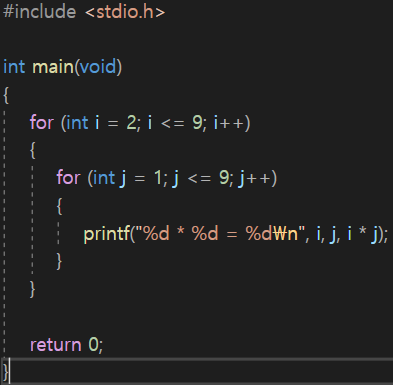 #include <stdio.h>
int main(void)
{
for (int i = 2; i <= 9; i++)
{
for (int j = 1; j <= 9; j++)
{
printf("%d * %d = %d₩n", i, j, i * j);
}
}
return 0;
}